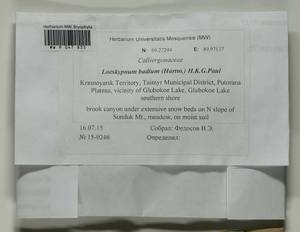 Herbarium-MW Bryophyta
Herbarium Universitatis Mosquensis (MW)
N 69.27294 E 89.97137
Calliergonaceae
Loeskypnum badium (Hartm.) H.K.G.Paul
Krasnoyarsk Territory, Taimyr Municipal District, Putorana
Plateau, vicinity of Glubokoe Lake, Glubokoe Lake
southern shore
brook canyon under extensive snow beds on N slope of
Sunduk Mt., meadow, on moist soil
16.07.15 Собрал: Федосов В.Э.
№ 15-0246 Определил: